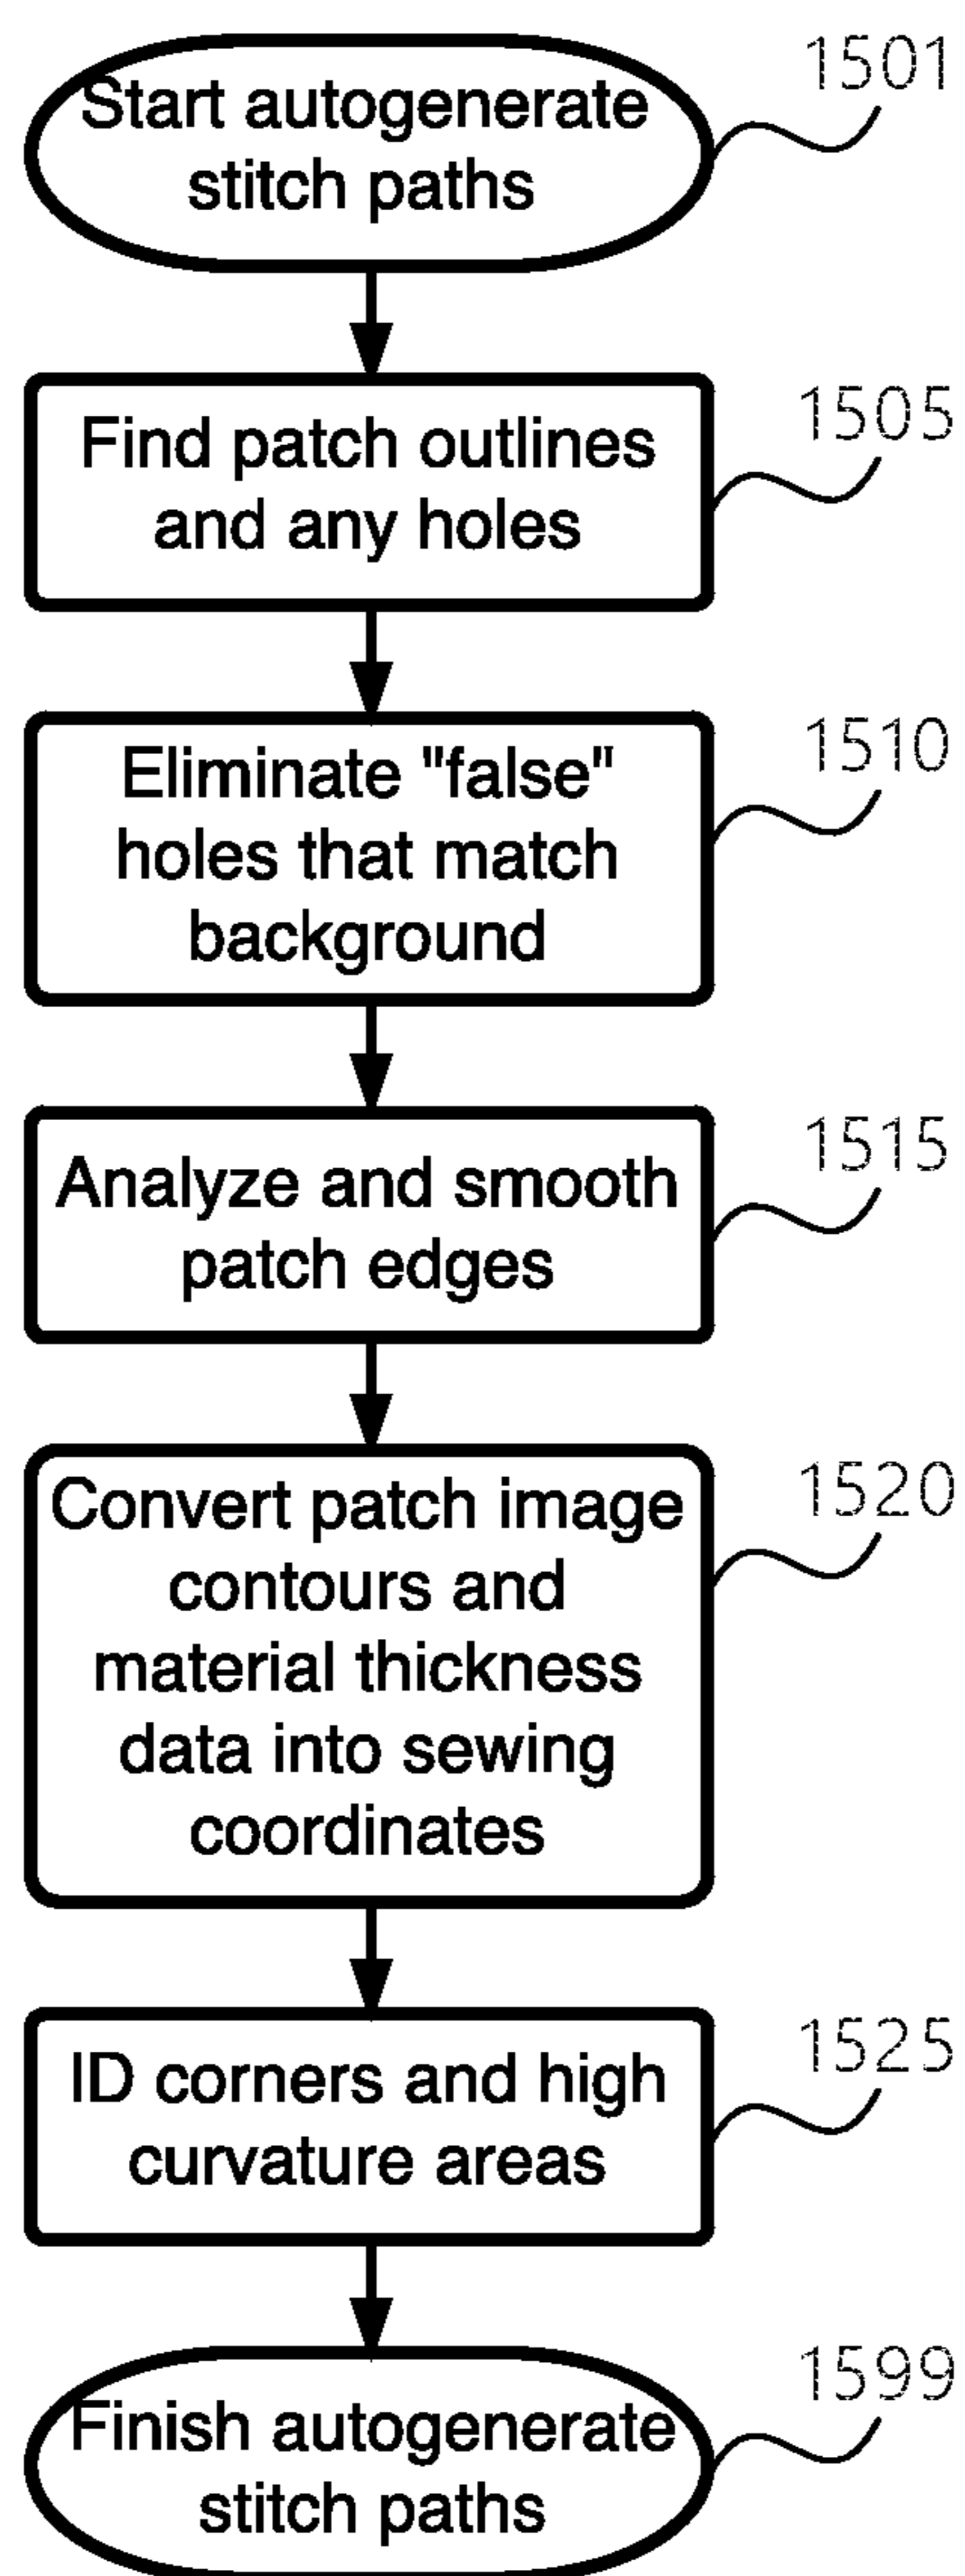 Start autogenerate
stitch paths
1501
Find patch outlines
and any holes
1505
Eliminate "false"
holes that match
background
1510
Analyze and smooth
patch edges
1515
Convert patch image
contours and
material thickness
data into sewing
coordinates
1520
ID corners and high
curvature areas
1525
Finish autogenerate
stitch paths
1599